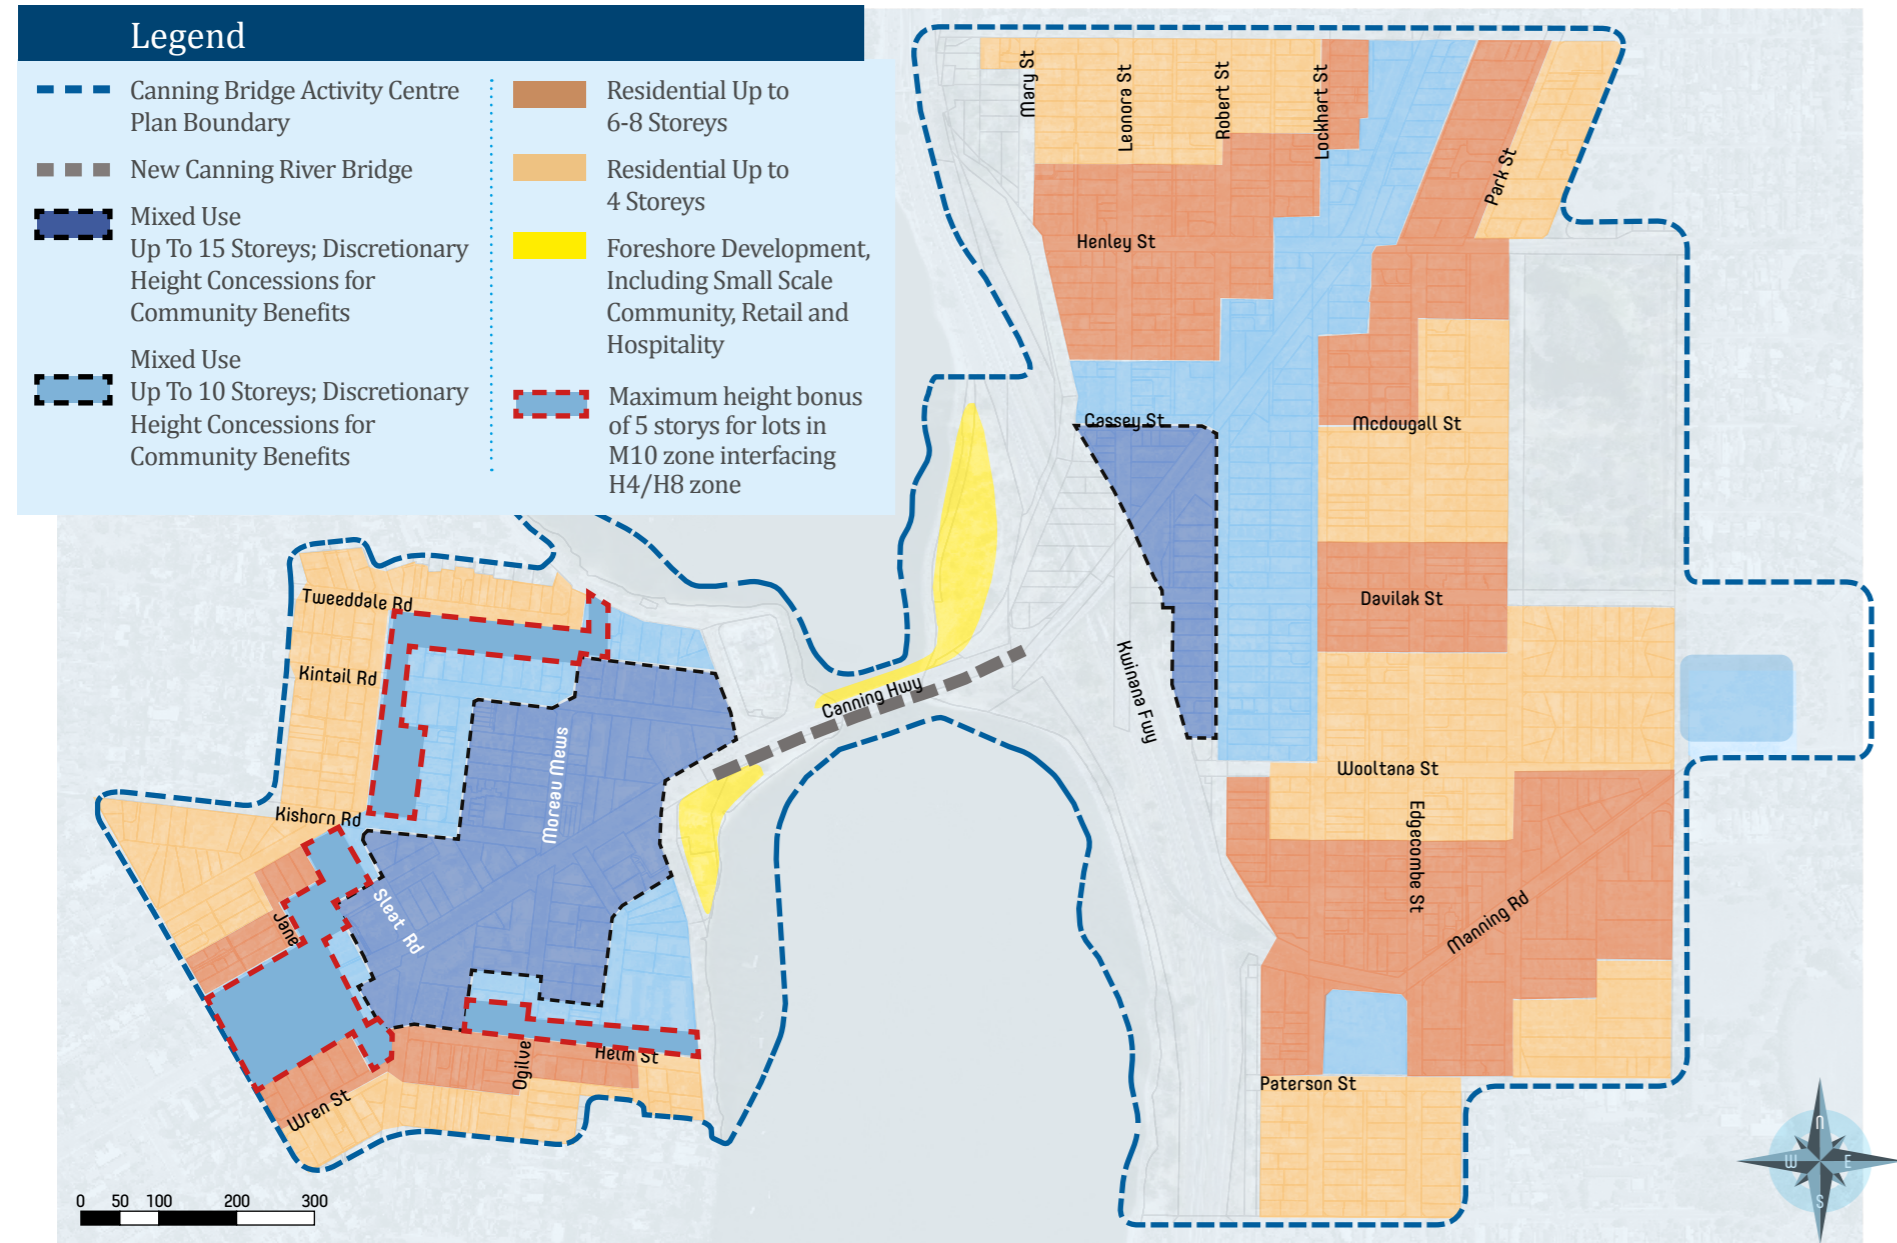 Legend
Canning Bridge Activity Centre
Plan Boundary
New Canning River Bridge
Mixed Use
Up To 15 Storeys; Discretionary
Height Concessions for
Community Benefits
Mixed Use
Up To 10 Storeys; Discretionary
Height Concessions for
Community Benefits
Residential Up to
6-8 Storeys
Residential Up to
4 Storeys
Foreshore Development,
Including Small Scale
Community, Retail and
Hospitality
Maximum height bonus
of 5 storys for lots in
M10 zone interfacing
H4/H8 zone
Mary St
Leonora St
Robert St
Lockhart St
Park St
Henley St
Cassey St
Mcdougall St
Davilak St
Kwinana Fwy
Canning Hwy
Wooltana St
Edgecombe St
Manning Rd
Paterson St
Tweeddale Rd
Kintail Rd
Moreau Mews
Kishorn Rd
Sleat Rd
Jane
Ogilve
Helm St
Wren St
0 50 100 200 300
N
W E
S